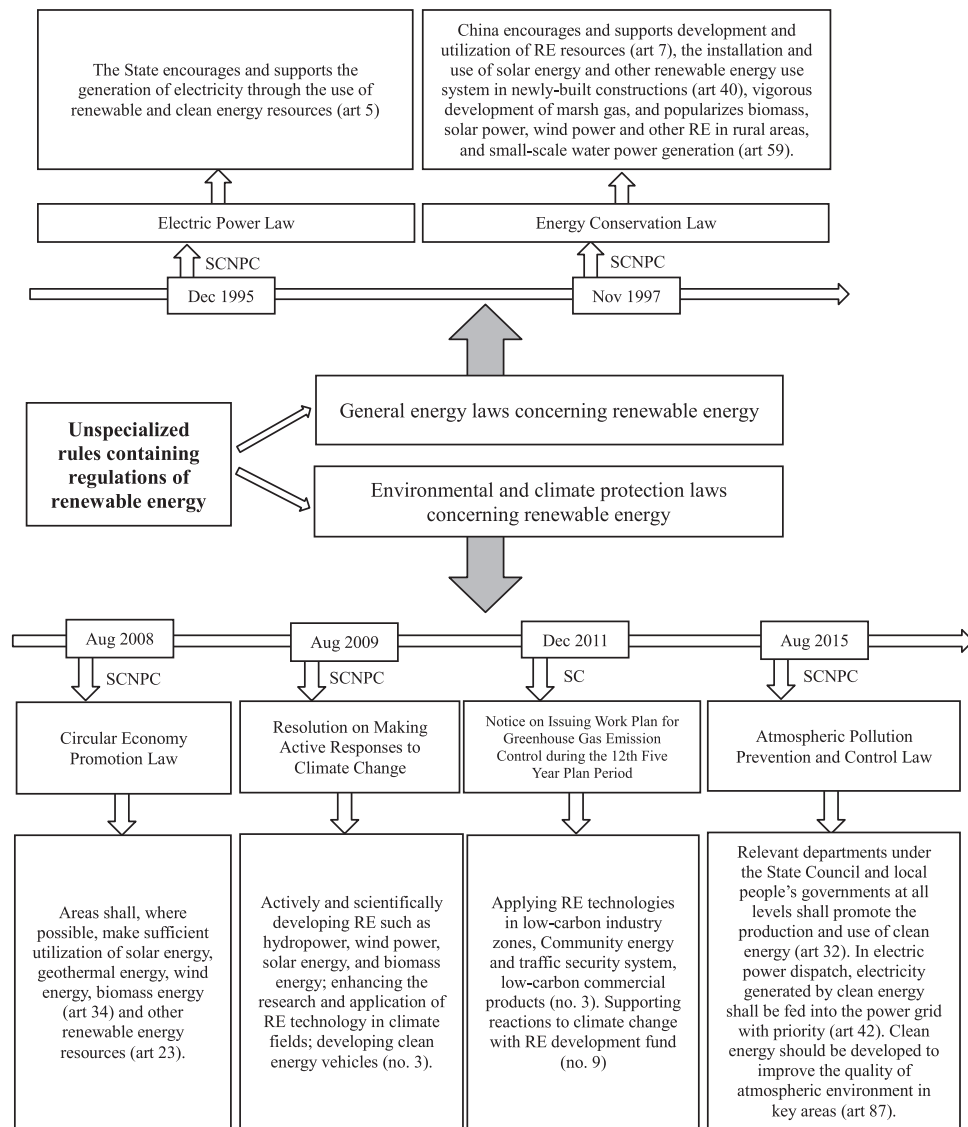 The State encourages and supports the
generation of electricity through the use of
renewable and clean energy resources (art 5)
China encourages and supports development and
utilization of RE resources (art 7), the installation and
use of solar energy and other renewable energy use
system in newly-built constructions (art 40), vigorous
development of marsh gas, and popularizes biomass,
solar power, wind power and other RE in rural areas,
and small-scale water power generation (art 59).
Electric Power Law
Energy Conservation Law
SCNPC
SCNPC
Dec 1995
Nov 1997
General energy laws concerning renewable energy
Unspecialized
rules containing
regulations of
renewable energy
Environmental and climate protection laws
concerning renewable energy
Aug 2008
Aug 2009
Dec 2011
Aug 2015
SCNPC
SCNPC
SC
SCNPC
Circular Economy
Promotion Law
Resolution on Making
Active Responses to
Climate Change
Notice on Issuing Work Plan for
Greenhouse Gas Emission
Control during the 12th Five
Year Plan Period
Atmospheric Pollution
Prevention and Control Law
Areas shall, where
possible, make sufficient
utilization of solar energy,
geothermal energy, wind
energy, biomass energy
(art 34) and other
renewable energy
resources (art 23).
Actively and scientifically
developing RE such as
hydropower, wind power,
solar energy, and biomass
energy; enhancing the
research and application of
RE technology in climate
fields; developing clean
energy vehicles (no. 3).
Applying RE technologies
in low-carbon industry
zones, Community energy
and traffic security system,
low-carbon commercial
products (no. 3). Supporting
reactions to climate change
with RE development fund
(no. 9)
Relevant departments under
the State Council and local
people's governments at all
levels shall promote the
production and use of clean
energy (art 32). In electric
power dispatch, electricity
generated by clean energy
shall be fed into the power grid
with priority (art 42). Clean
energy should be developed to
improve the quality of
atmospheric environment in
key areas (art 87).